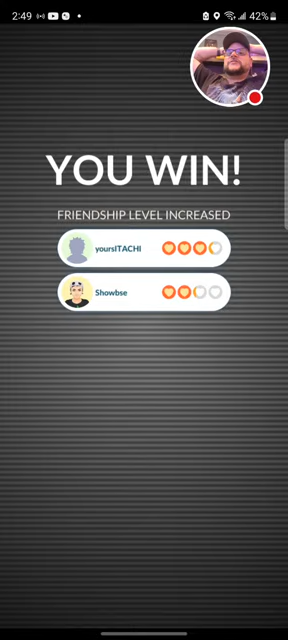 2:49 42%
YOU WIN!
FRIENDSHIP LEVEL INCREASED
yoursITACHI
Showbse